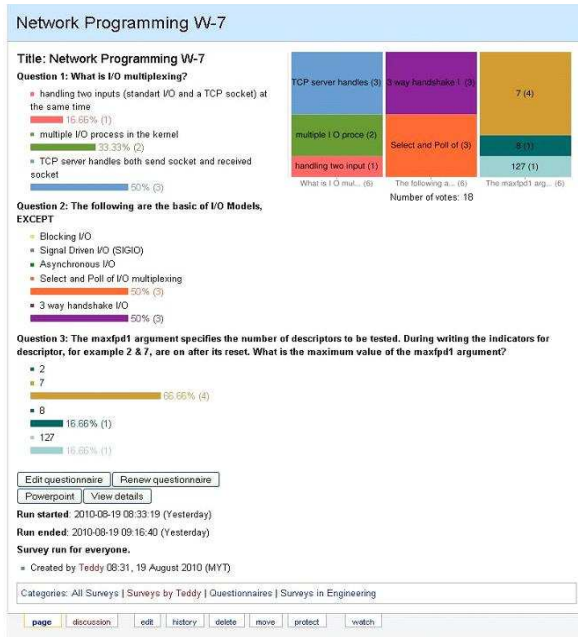 Network Programming W-7
Title: Network Programming W-7
Question 1: What is I/O multiplexing?
handling two inputs (standart I/O and a TCP socket) at
the same time
16.66% (1)
multiple I/O process in the kernel
33.33% (2)
TCP server handles both send socket and received
socket
50% (3)
TCP server handles (3)
multiple I O proce (2)
handling two input (1)
What is I O mul... (6)
3 way handshake I (3)
Select and Poll of (3)
The following a... (6)
7 (4)
8 (1)
127 (1)
The maxfpd1 arg... (6)
Number of votes: 18
Question 2: The following are the basic of I/O Models,
EXCEPT
Blocking I/O
Signal Driven I/O (SIGIO)
Asynchronous I/O
Select and Poll of I/O multiplexing
50% (3)
3 way handshake I/O
50% (3)
Question 3: The maxfpd1 argument specifies the number of descriptors to be tested. During writing the indicators for
descriptor, for example 2 & 7, are on after its reset. What is the maximum value of the maxfpd1 argument?
2
7
66.66% (4)
8
16.66% (1)
127
16.66% (1)
Edit questionnaire Renew questionnaire
Powerpoint View details
Run started: 2010-08-19 08:33:19 (Yesterday)
Run ended: 2010-08-19 09:16:40 (Yesterday)
Survey run for everyone.
Created by Teddy 08:31, 19 August 2010 (MYT)
Categories: All Surveys | Surveys by Teddy | Questionnaires | Surveys in Engineering
page discussion edit history delete move protect watch